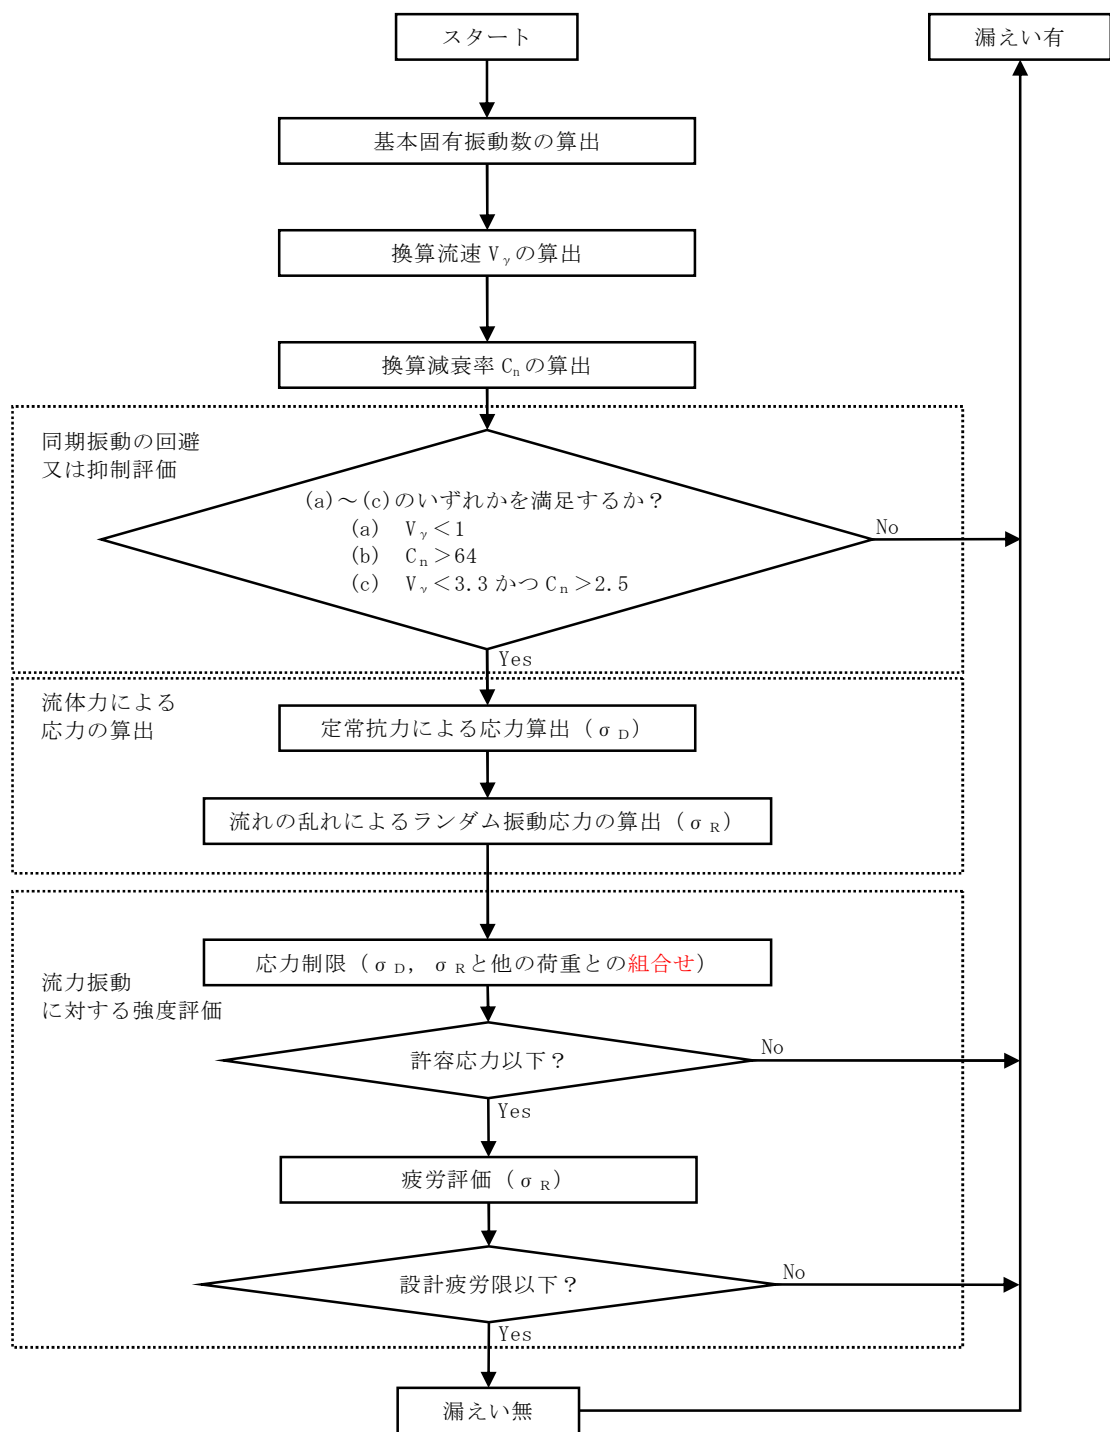 スタート
漏えい有
基本固有振動数の算出
換算流速 Vγの算出
換算減衰率 Cnの算出
同期振動の回避
又は抑制評価
(a)～(c)のいずれかを満足するか？
(a) Vγ＜1
(b) Cn＞64
(c) Vγ＜3.3 かつ Cn＞2.5
No
Yes
流体力による
応力の算出
定常抗力による応力算出（σD）
流れの乱れによるランダム振動応力の算出（σR）
流力振動
に対する強度評価
応力制限（σD, σRと他の荷重との組合せ）
許容応力以下？
No
Yes
疲労評価（σR）
設計疲労限以下？
No
Yes
漏えい無